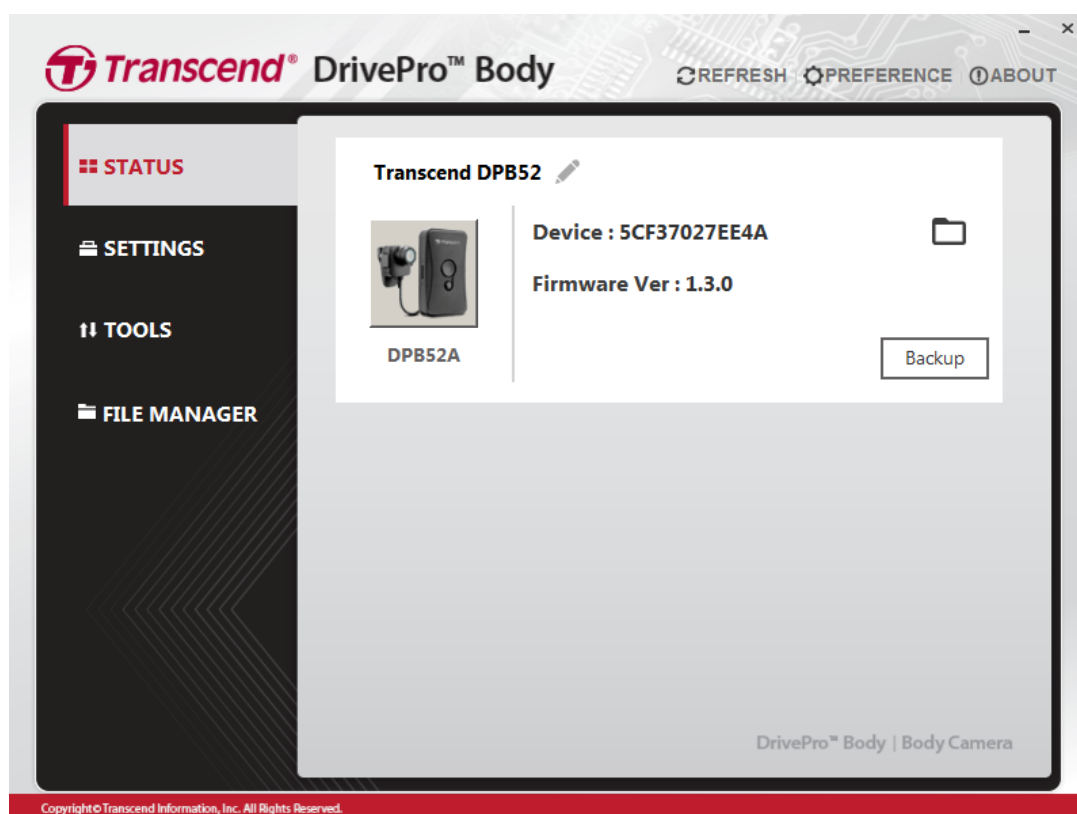 Transcend® DrivePro™ Body
REFRESH PREFERENCE ABOUT
STATUS
SETTINGS
TOOLS
FILE MANAGER
Transcend DPB52
Device : 5CF37027EE4A
Firmware Ver : 1.3.0
DPB52A
Backup
DrivePro™ Body | Body Camera
Copyright©Transcend Information, Inc. All Rights Reserved.